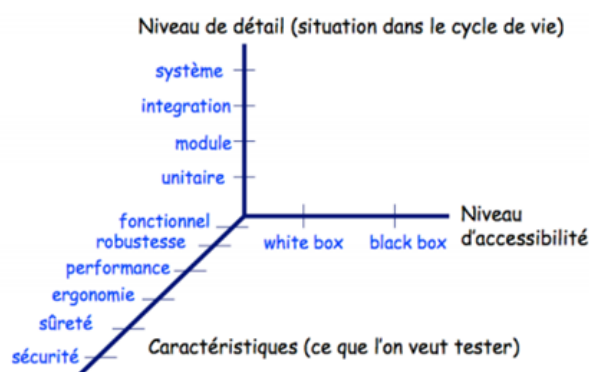 Niveau de détail (situation dans le cycle de vie)
système
integration
module
unitaire
fonctionnel
robustesse
performance
ergonomie
sûreté
sécurité
white box
black box
Niveau
d'accessibilité
Caractéristiques (ce que l'on veut tester)